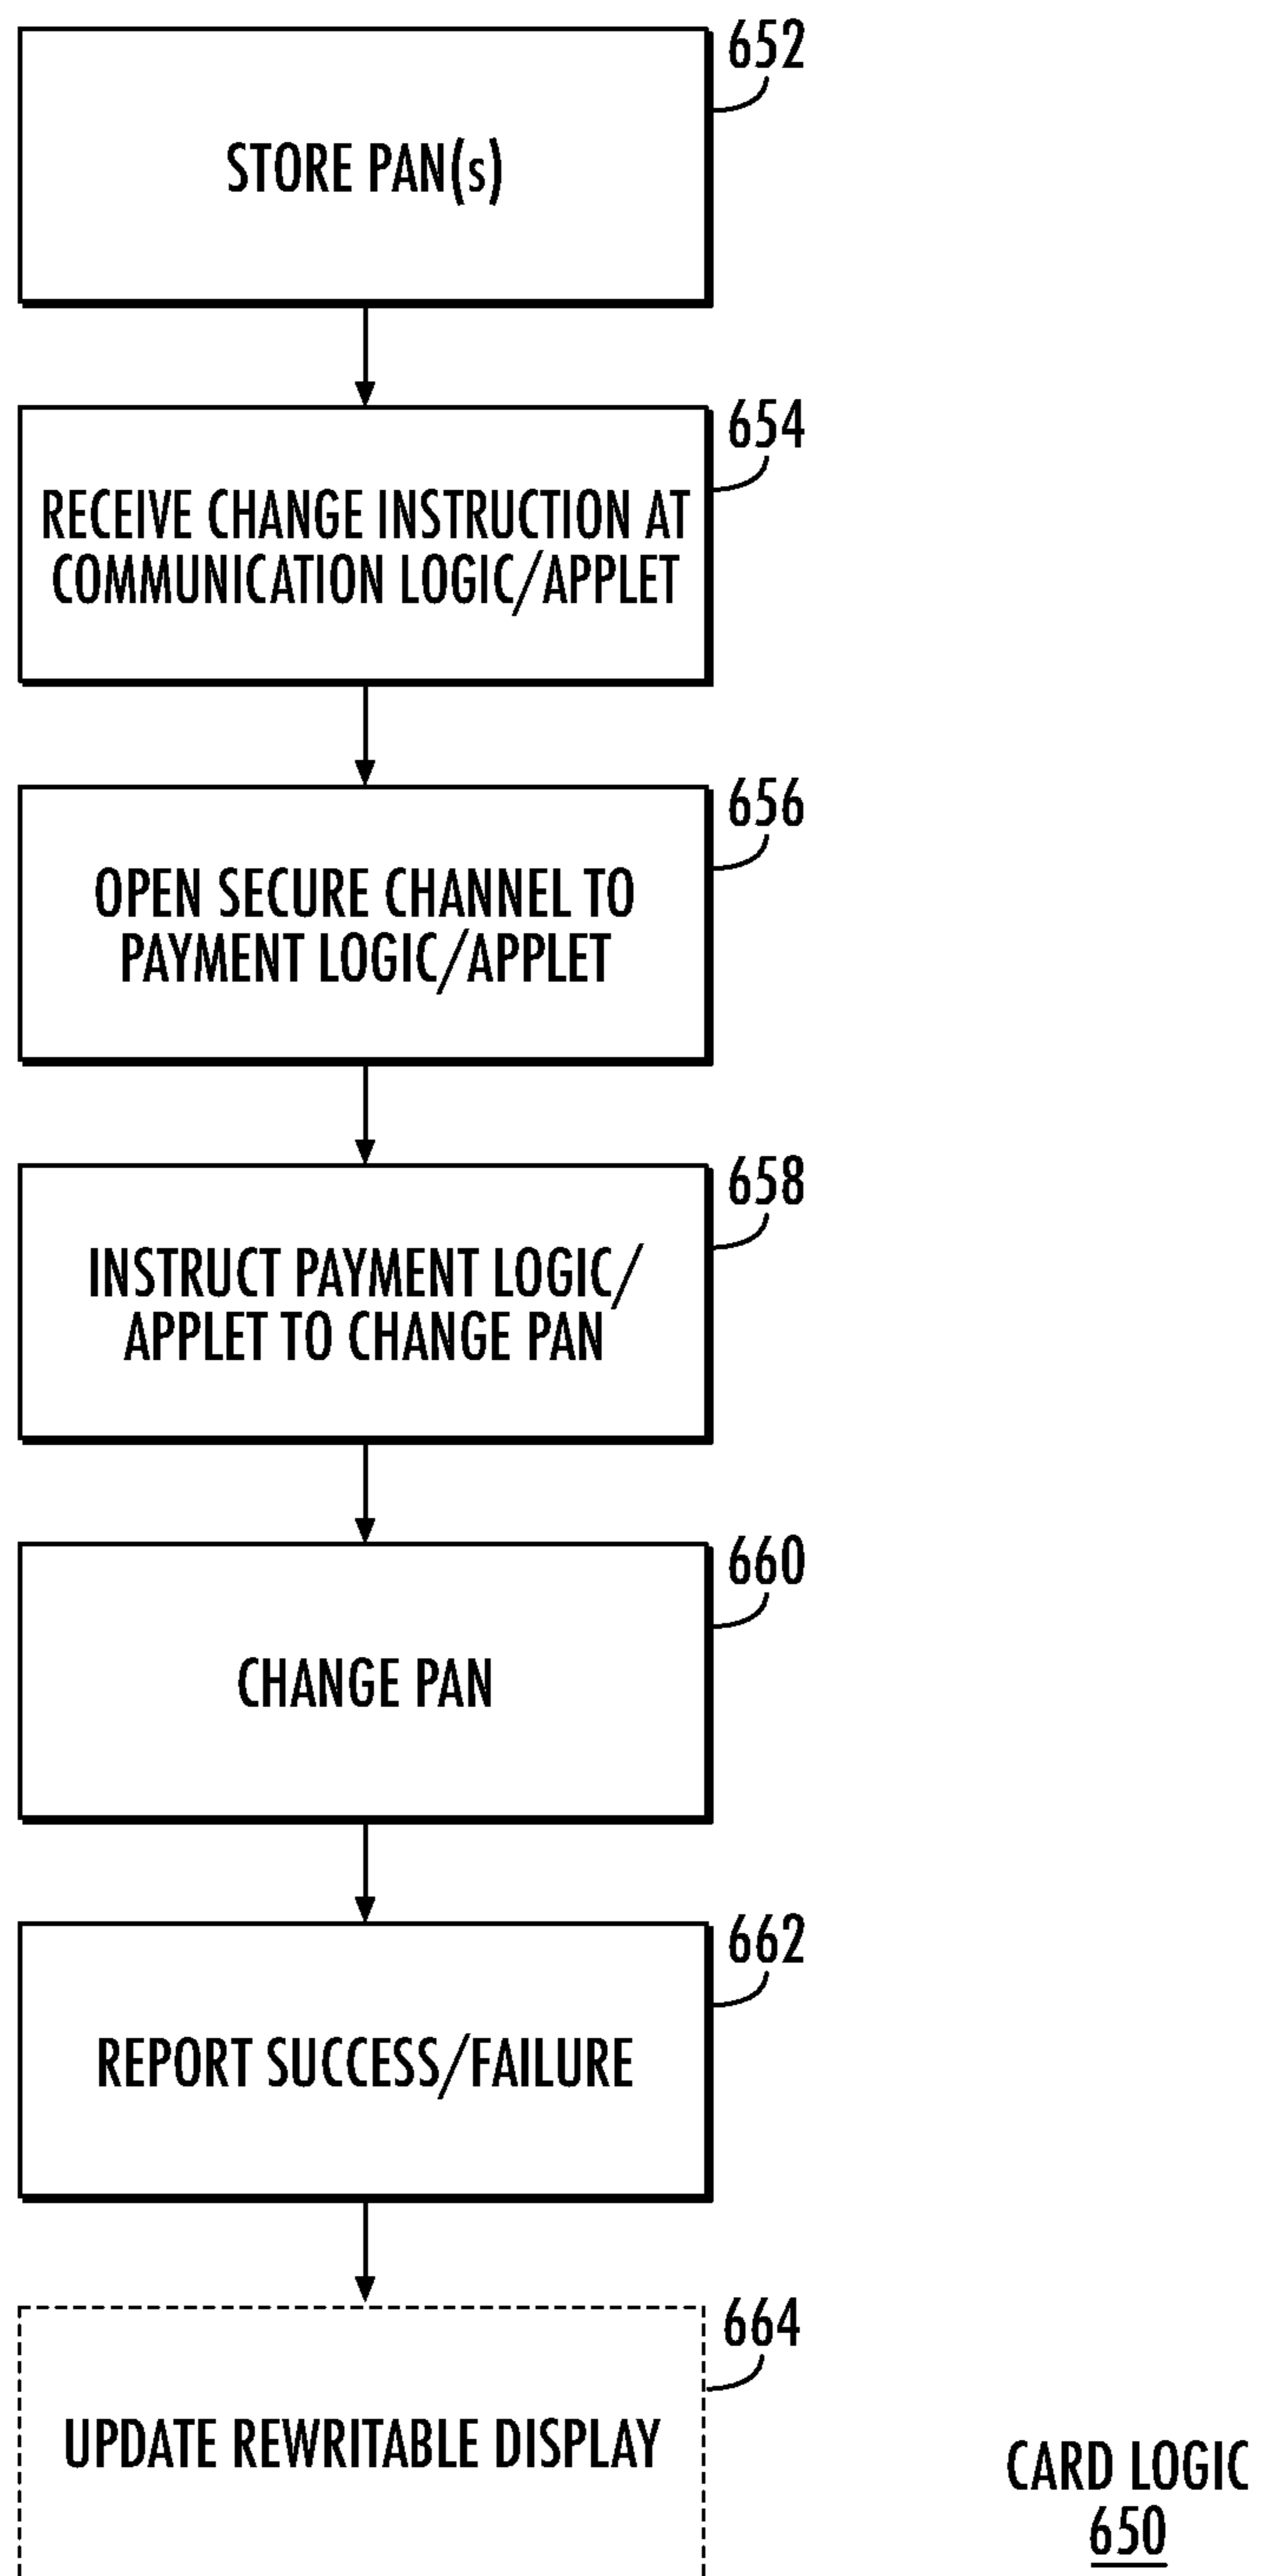 652
STORE PAN(s)
654
RECEIVE CHANGE INSTRUCTION AT
COMMUNICATION LOGIC/APPLET
656
OPEN SECURE CHANNEL TO
PAYMENT LOGIC/APPLET
658
INSTRUCT PAYMENT LOGIC/
APPLET TO CHANGE PAN
660
CHANGE PAN
662
REPORT SUCCESS/FAILURE
664
UPDATE REWRITABLE DISPLAY
CARD LOGIC
650